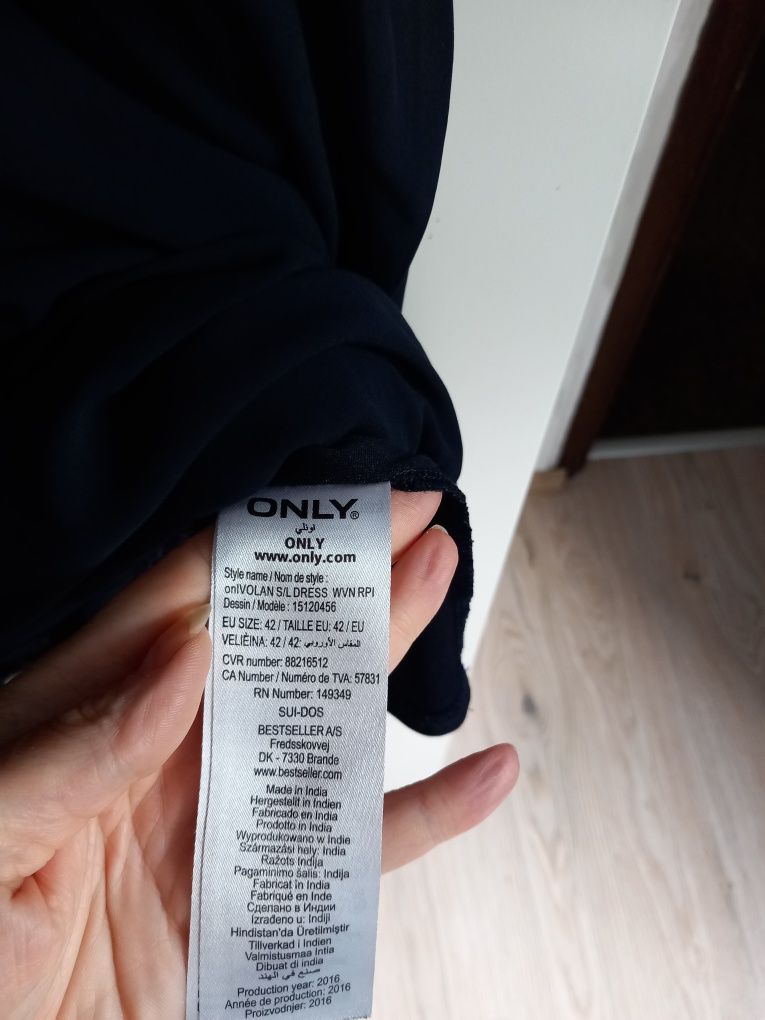 ONLY®
اونلي
ONLY
www.only.com
Style name / Nom de style :
onlVOLAN S/L DRESS WVN RPI
Dessin / Modèle : 15120456
EU SIZE: 42 / TAILLE EU: 42 / EU
VELIČINA: 42 / 42 :المقاس الأوروبي
CVR number: 88216512
CA Number / Numéro de TVA: 57831
RN Number: 149349
SUI-DOS
BESTSELLER A/S
Fredsskovvej
DK - 7330 Brande
www.bestseller.com
Made in India
Hergestellt in Indien
Fabricado en India
Prodotto in India
Wyprodukowano w Indie
Származási hely: India
Ražots Indija
Pagaminimo šalis: Indija
Fabricat în India
Fabriqué en Inde
Сделано в Индии
Izrađeno u: Indiji
Hindistan'da Üretilmiştir
Tillverkad i Indien
Valmistusmaa Intia
Dibuat di india
صنع في الهند
Production year: 2016
Année de production: 2016
Proizvodnjer: 2016